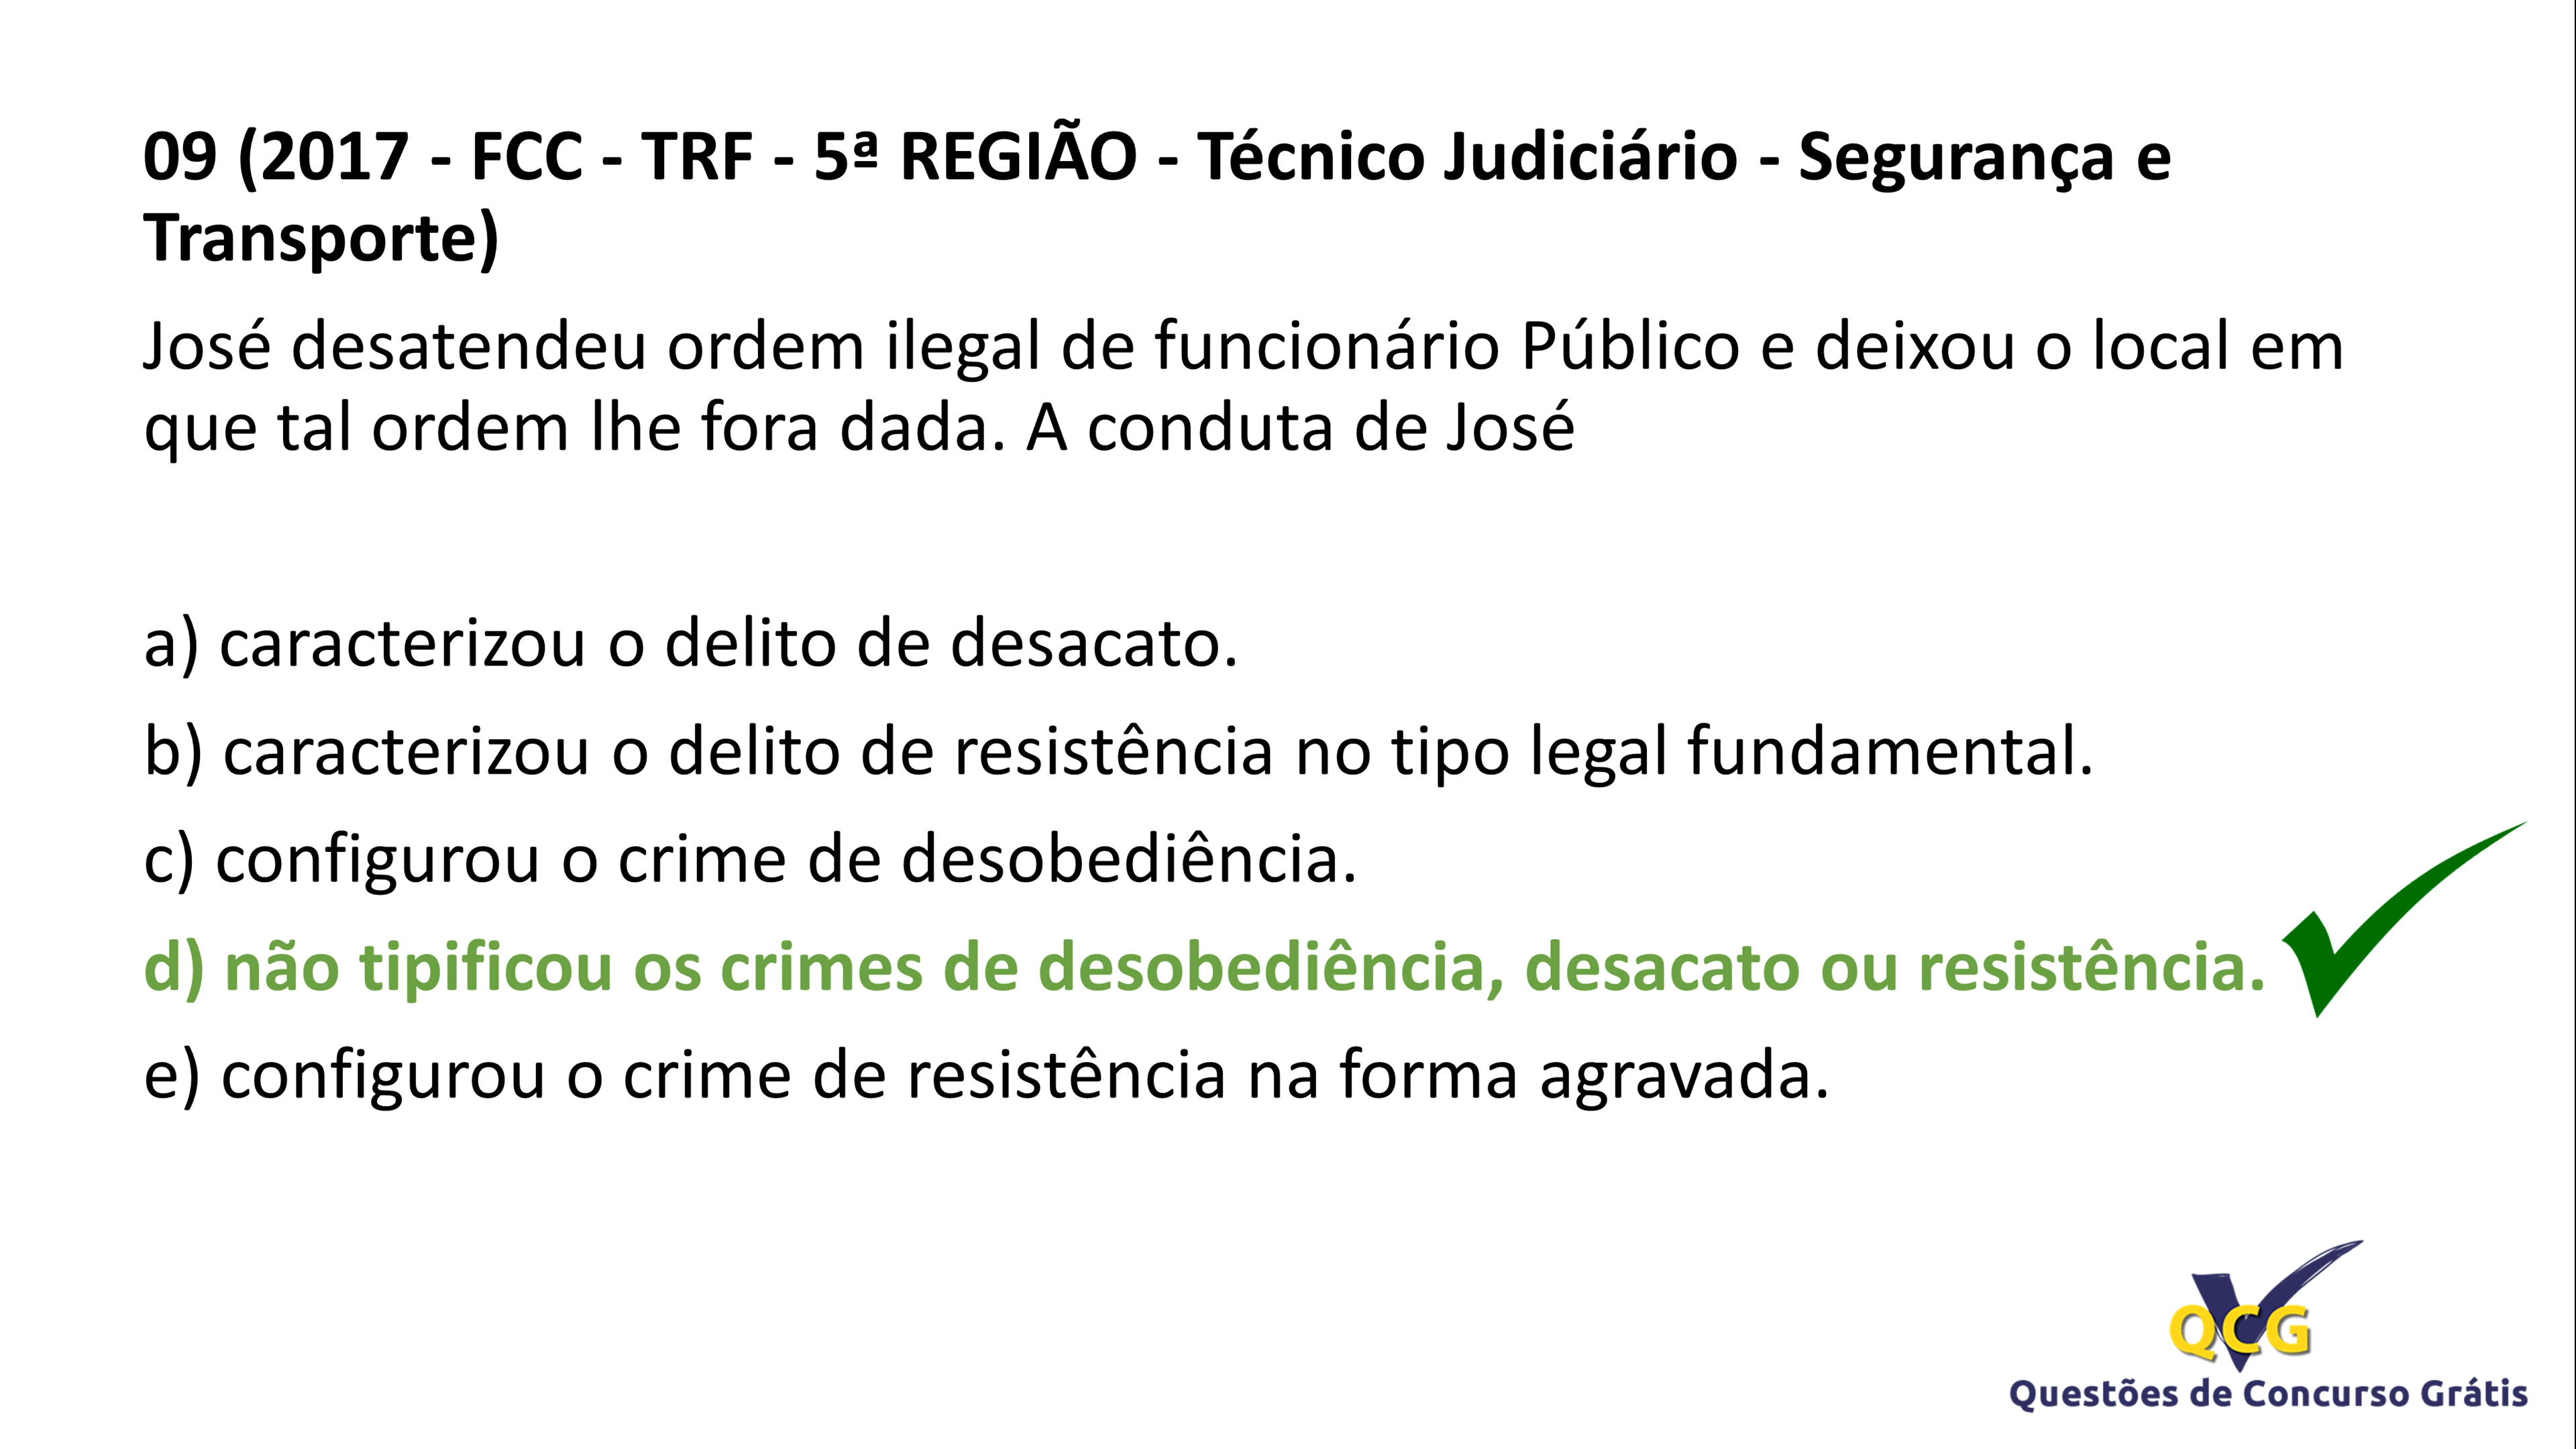 09 (2017 - FCC - TRF - 5ª REGIÃO - Técnico Judiciário - Segurança e
Transporte)
José desatendeu ordem ilegal de funcionário Público e deixou o local em
que tal ordem lhe fora dada. A conduta de José
a) caracterizou o delito de desacato.
b) caracterizou o delito de resistência no tipo legal fundamental.
c) configurou o crime de desobediência.
d) não tipificou os crimes de desobediência, desacato ou resistência.
e) configurou o crime de resistência na forma agravada.
QCG
Questões de Concurso Grátis